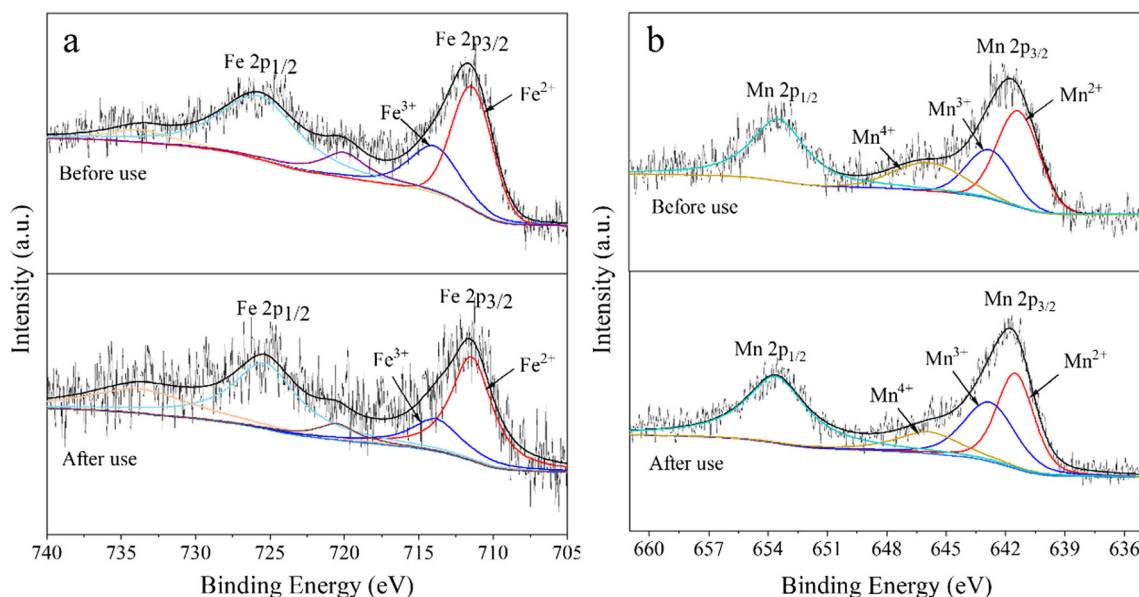 a
Fe 2p3/2
Fe 2p1/2
Fe2+
Fe3+
Before use
Fe 2p3/2
Fe 2p1/2
Fe3+
Fe2+
After use
Intensity (a.u.)
740 735 730 725 720 715 710 705
Binding Energy (eV)
b
Mn 2p3/2
Mn 2p1/2
Mn3+
Mn2+
Mn4+
Before use
Mn 2p3/2
Mn 2p1/2
Mn3+
Mn2+
Mn4+
After use
Intensity (a.u.)
660 657 654 651 648 645 642 639 636
Binding Energy (eV)